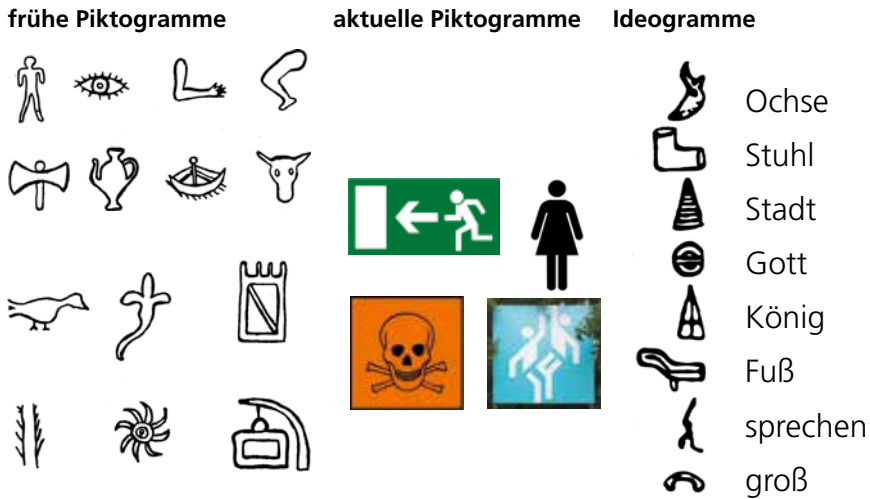 frühe Piktogramme
aktuelle Piktogramme
Ideogramme
Ochse
Stuhl
Stadt
Gott
König
Fuß
sprechen
groß